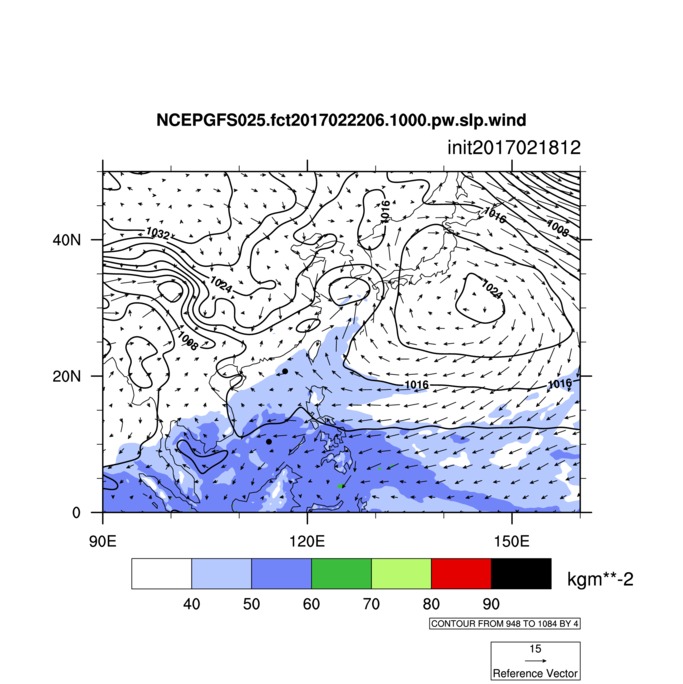 NCEPGFS025.fct2017022206.1000.pw.slp.wind
init2017021812
1016
1016
1008
1032
40N
1024
1024
1008
20N
1016
1016
0
90E 120E 150E
kgm**-2
40 50 60 70 80 90
CONTOUR FROM 948 TO 1084 BY 4
15
Reference Vector